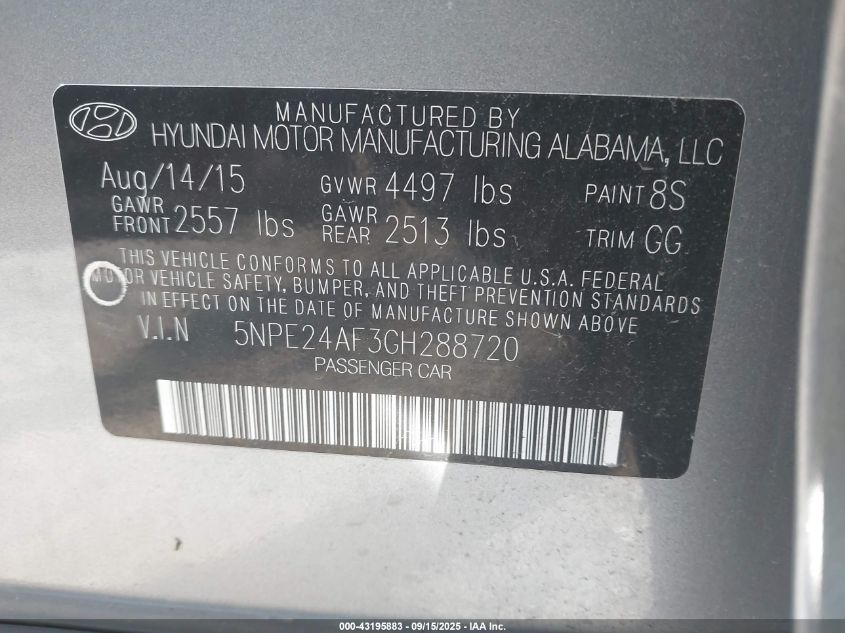 MANUFACTURED BY
HYUNDAI MOTOR MANUFACTURING ALABAMA, LLC
Aug/14/15 GVWR 4497 lbs PAINT 8S
GAWR FRONT 2557 lbs GAWR REAR 2513 lbs TRIM GG
THIS VEHICLE CONFORMS TO ALL APPLICABLE U.S.A. FEDERAL
MOTOR VEHICLE SAFETY, BUMPER, AND THEFT PREVENTION STANDARDS
IN EFFECT ON THE DATE OF MANUFACTURE SHOWN ABOVE
V.I.N 5NPE24AF3GH288720
PASSENGER CAR
000-43195883 - 09/15/2025 - IAA Inc.